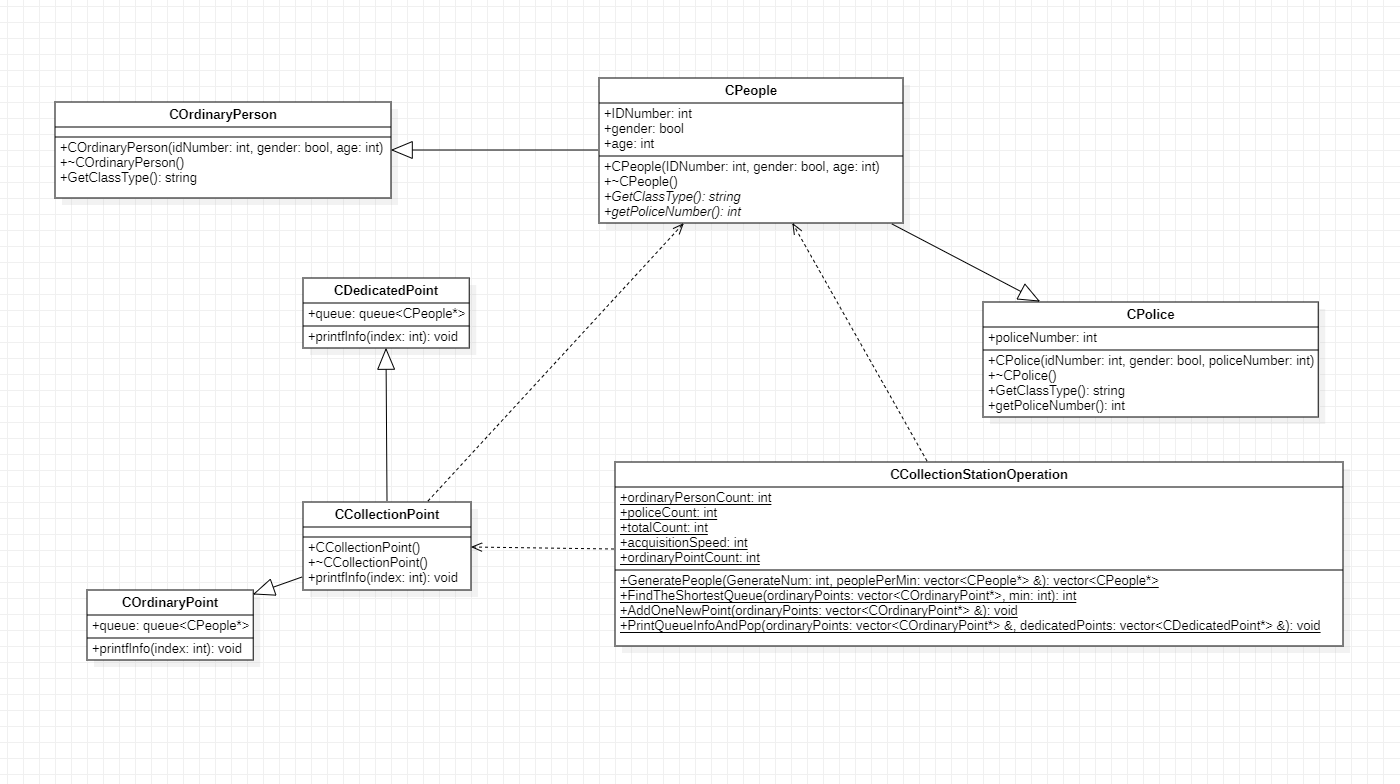 CPeople
+IDNumber: int
+gender: bool
+age: int
+CPeople(IDNumber: int, gender: bool, age: int)
+~CPeople()
+GetClassType(): string
+getPoliceNumber(): int
COrdinaryPerson
+COrdinaryPerson(idNumber: int, gender: bool, age: int)
+~COrdinaryPerson()
+GetClassType(): string
CDedicatedPoint
+queue: queue<CPeople*>
+printfInfo(index: int): void
CPolice
+policeNumber: int
+CPolice(idNumber: int, gender: bool, policeNumber: int)
+~CPolice()
+GetClassType(): string
+getPoliceNumber(): int
CCollectionStationOperation
+ordinaryPersonCount: int
+policeCount: int
+totalCount: int
+acquisitionSpeed: int
+ordinaryPointCount: int
+GeneratePeople(GenerateNum: int, peoplePerMin: vector<CPeople*> &): vector<CPeople*>
+FindTheShortestQueue(ordinaryPoints: vector<COrdinaryPoint*>, min: int): int
+AddOneNewPoint(ordinaryPoints: vector<COrdinaryPoint*> &): void
+PrintQueueInfoAndPop(ordinaryPoints: vector<COrdinaryPoint*> &, dedicatedPoints: vector<CDedicatedPoint*> &): void
CCollectionPoint
+CCollectionPoint()
+~CCollectionPoint()
+printfInfo(index: int): void
COrdinaryPoint
+queue: queue<CPeople*>
+printfInfo(index: int): void